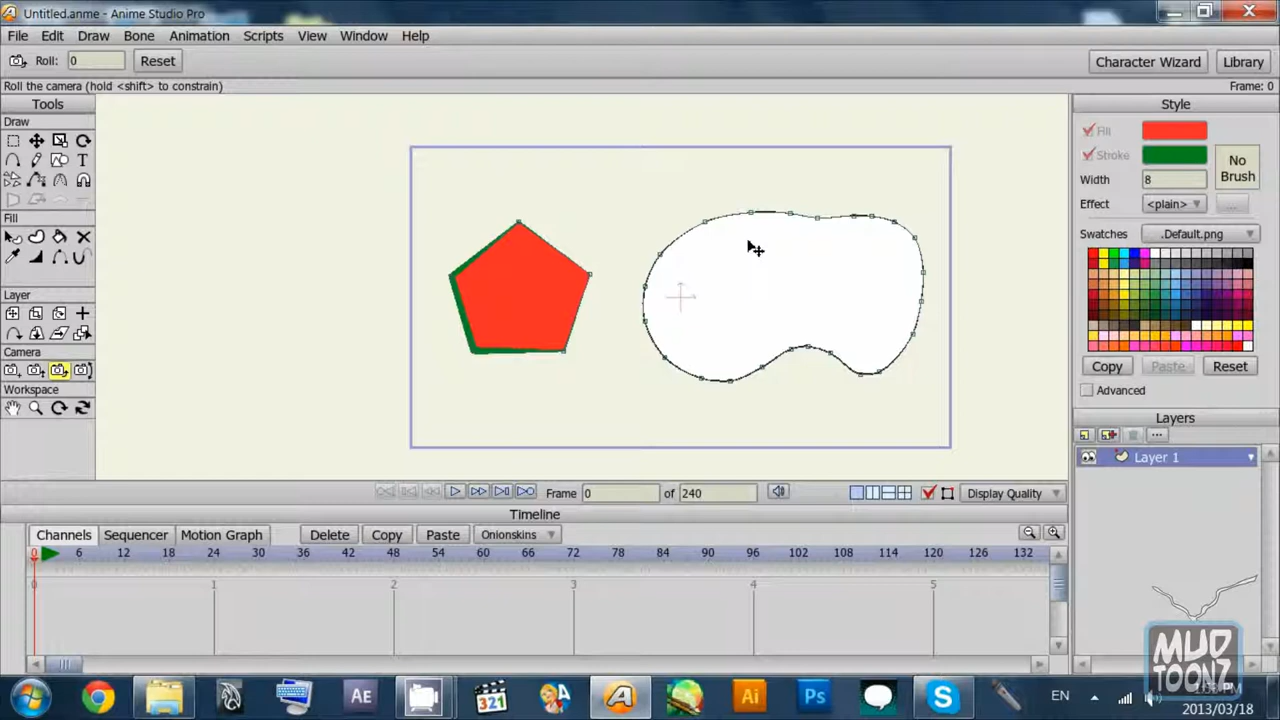 Untitled.anme - Anime Studio Pro
File Edit Draw Bone Animation Scripts View Window Help
Roll: 0 Reset Character Wizard Library
Roll the camera (hold <shift> to constrain) Frame: 0
Tools Style
Draw
Fill
Stroke
No
Brush
Width 8
Effect <plain> ...
Swatches .Default.png
Fill
Layer
Copy Paste Reset
Advanced
Camera
Workspace
Layers
Layer 1
Frame 0 of 240 Display Quality
Timeline
Channels Sequencer Motion Graph Delete Copy Paste Onionskins
0 6 12 18 24 30 36 42 48 54 60 66 72 78 84 90 96 102 108 114 120 126 132
0 1 2 3 4 5
MUD
TOONZ
Ae 321 Ai Ps S EN
2013/03/18